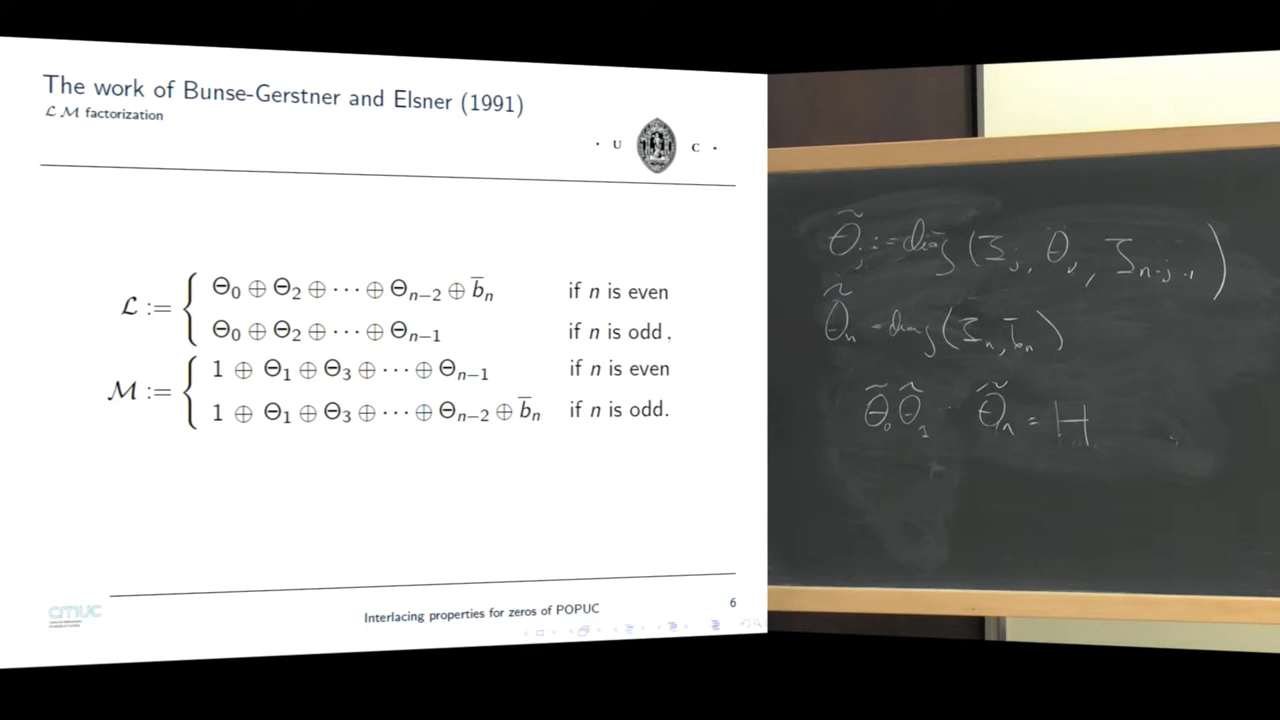 The work of Bunse-Gerstner and Elsner (1991)
ℒ ℳ factorization
· U C ·
ℒ := { Θ₀ ⊕ Θ₂ ⊕ ⋯ ⊕ Θₙ₋₂ ⊕ b̄ₙ if n is even
Θ₀ ⊕ Θ₂ ⊕ ⋯ ⊕ Θₙ₋₁ if n is odd,
ℳ := { 1 ⊕ Θ₁ ⊕ Θ₃ ⊕ ⋯ ⊕ Θₙ₋₁ if n is even
1 ⊕ Θ₁ ⊕ Θ₃ ⊕ ⋯ ⊕ Θₙ₋₂ ⊕ b̄ₙ if n is odd.
cmuc
Interlacing properties for zeros of POPUC
6
Θ̃ⱼ := diag (Iⱼ, Θⱼ, Iₙ₋ⱼ₋₁)
Θ̃ₙ = diag (Iₙ, b̄ₙ)
Θ̃₀ Θ̃₁ ⋯ Θ̃ₙ = H